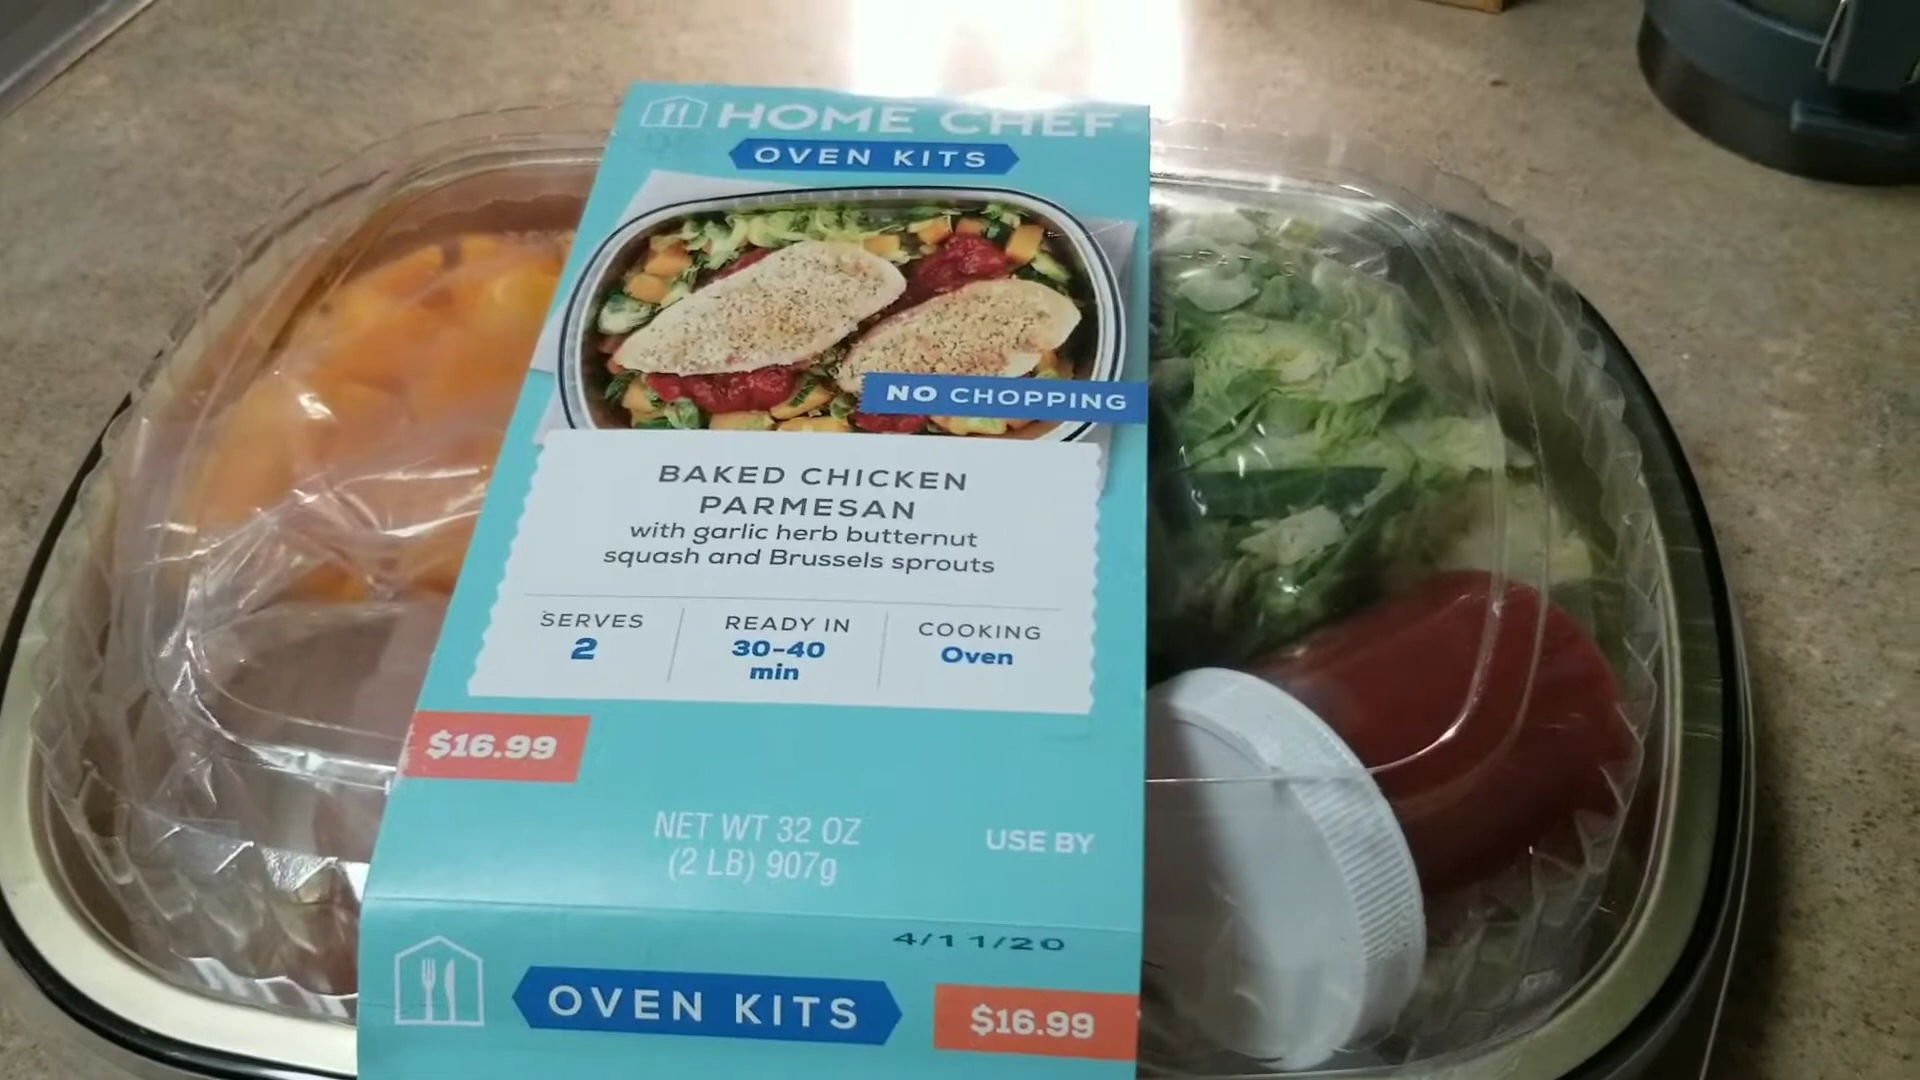 HOME CHEF
OVEN KITS
NO CHOPPING
BAKED CHICKEN
PARMESAN
with garlic herb butternut
squash and Brussels sprouts
SERVES
2
READY IN
30-40
min
COOKING
Oven
$16.99
NET WT 32 OZ
(2 LB) 907g
USE BY
4/11/20
OVEN KITS
$16.99